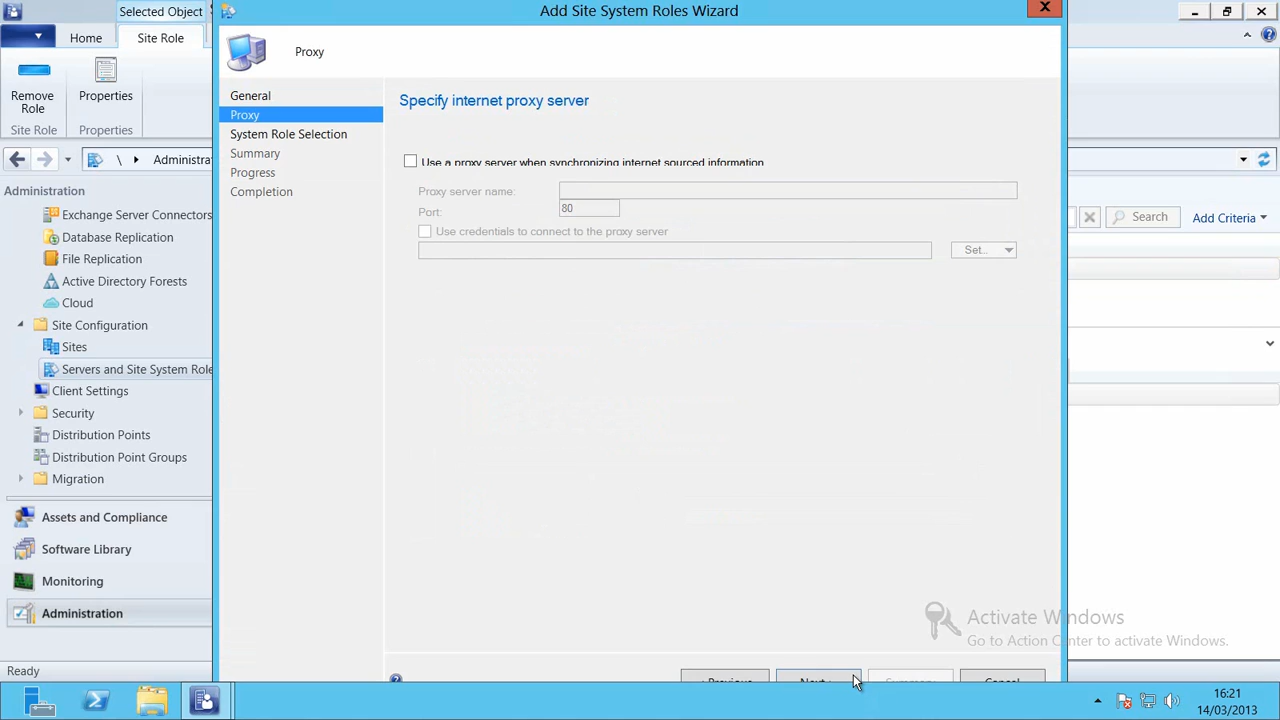 Selected Object
Add Site System Roles Wizard
Home
Site Role
Proxy
Remove
Role
Properties
Site Role
Properties
General
Proxy
System Role Selection
Summary
Progress
Completion
Specify internet proxy server
Use a proxy server when synchronizing internet sourced information
Proxy server name:
Port:
80
Use credentials to connect to the proxy server
Set..
\
Administra
Search
Add Criteria
Administration
Exchange Server Connectors
Database Replication
File Replication
Active Directory Forests
Cloud
Site Configuration
Sites
Servers and Site System Role
Client Settings
Security
Distribution Points
Distribution Point Groups
Migration
Assets and Compliance
Software Library
Monitoring
Administration
Activate Windows
Go to Action Center to activate Windows.
< Previous
Next >
Summary
Cancel
Ready
16:21
14/03/2013